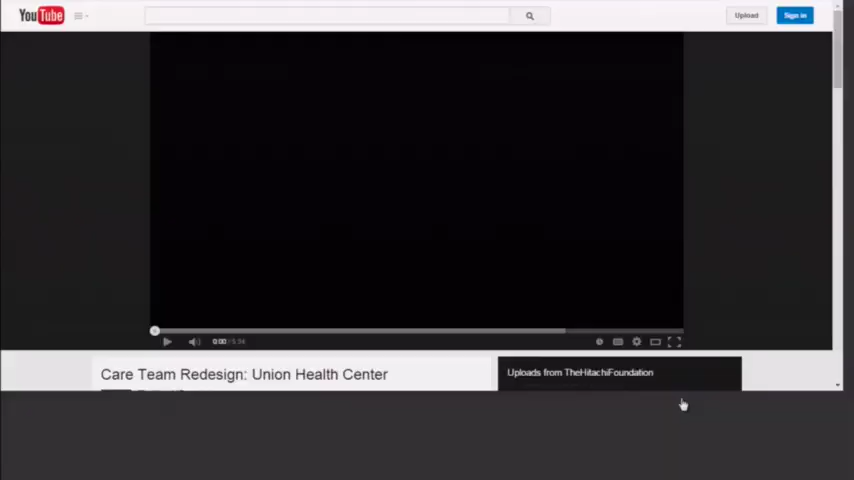 YouTube
Upload
Sign in
0:00 / 5:34
Care Team Redesign: Union Health Center
Uploads from TheHitachiFoundation